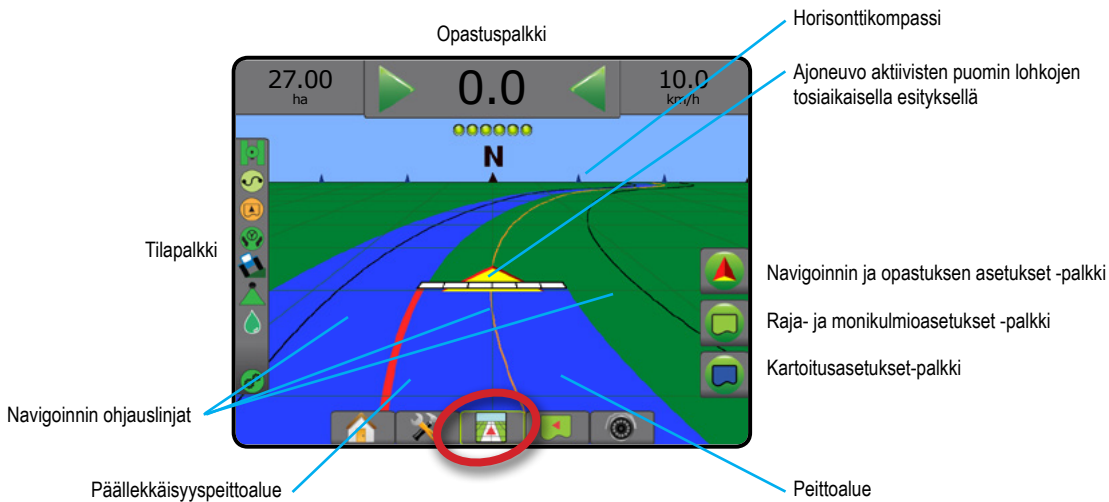 Opastuspalkki
Horisonttikompassi
Ajoneuvo aktiivisten puomin lohkojen
tosiaikaisella esityksellä
27.00
ha
0.0
10.0
km/h
N
Tilapalkki
Navigoinnin ja opastuksen asetukset -palkki
Raja- ja monikulmioasetukset -palkki
Kartoitusasetukset-palkki
Navigoinnin ohjauslinjat
Päällekkäisyyspeittoalue
Peittoalue